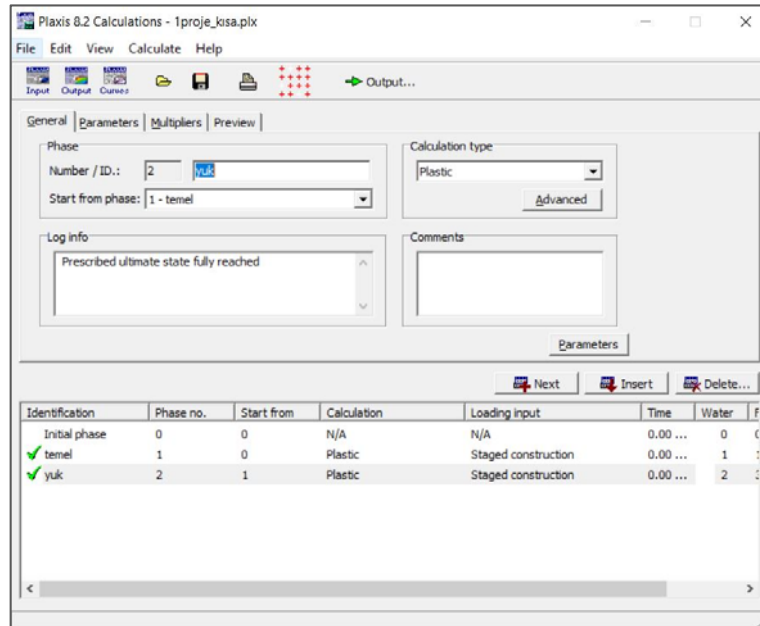 Plaxis 8.2 Calculations - 1proje_kısa.plx
File Edit View Calculate Help
Input Output Curves Output...
General Parameters Multipliers Preview
Phase
Number / ID.: 2 yuk
Start from phase: 1 - temel
Calculation type
Plastic
Advanced
Log info
Prescribed ultimate state fully reached
Comments
Parameters
Next Insert Delete...
Identification Phase no. Start from Calculation Loading input Time Water F
Initial phase 0 0 N/A N/A 0.00 ... 0
temel 1 0 Plastic Staged construction 0.00 ... 1
yuk 2 1 Plastic Staged construction 0.00 ... 2